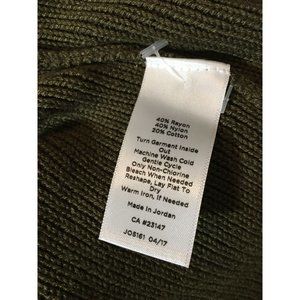 40% Rayon
40% Nylon
20% Cotton
Turn Garment Inside
Out
Machine Wash Cold
Gentle Cycle
Only Non-Chlorine
Bleach When Needed
Reshape, Lay Flat To
Dry
Warm Iron, If Needed
Made In Jordan
CA #23147
JOS161 04/17